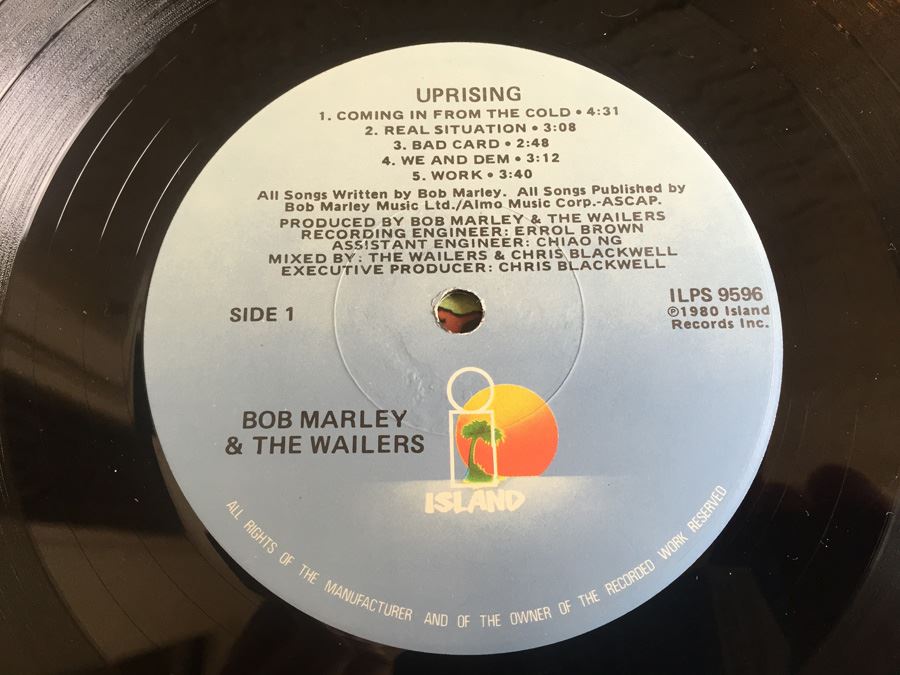 UPRISING
1. COMING IN FROM THE COLD • 4:31
2. REAL SITUATION • 3:08
3. BAD CARD • 2:48
4. WE AND DEM • 3:12
5. WORK • 3:40
All Songs Written by Bob Marley. All Songs Published by
Bob Marley Music Ltd./Almo Music Corp.-ASCAP.
PRODUCED BY BOB MARLEY & THE WAILERS
RECORDING ENGINEER: ERROL BROWN
ASSISTANT ENGINEER: CHIAO NG
MIXED BY: THE WAILERS & CHRIS BLACKWELL
EXECUTIVE PRODUCER: CHRIS BLACKWELL
SIDE 1
ILPS 9596
℗1980 Island
Records Inc.
BOB MARLEY
& THE WAILERS
ISLAND
ALL RIGHTS OF THE MANUFACTURER AND OF THE OWNER OF THE RECORDED WORK RESERVED